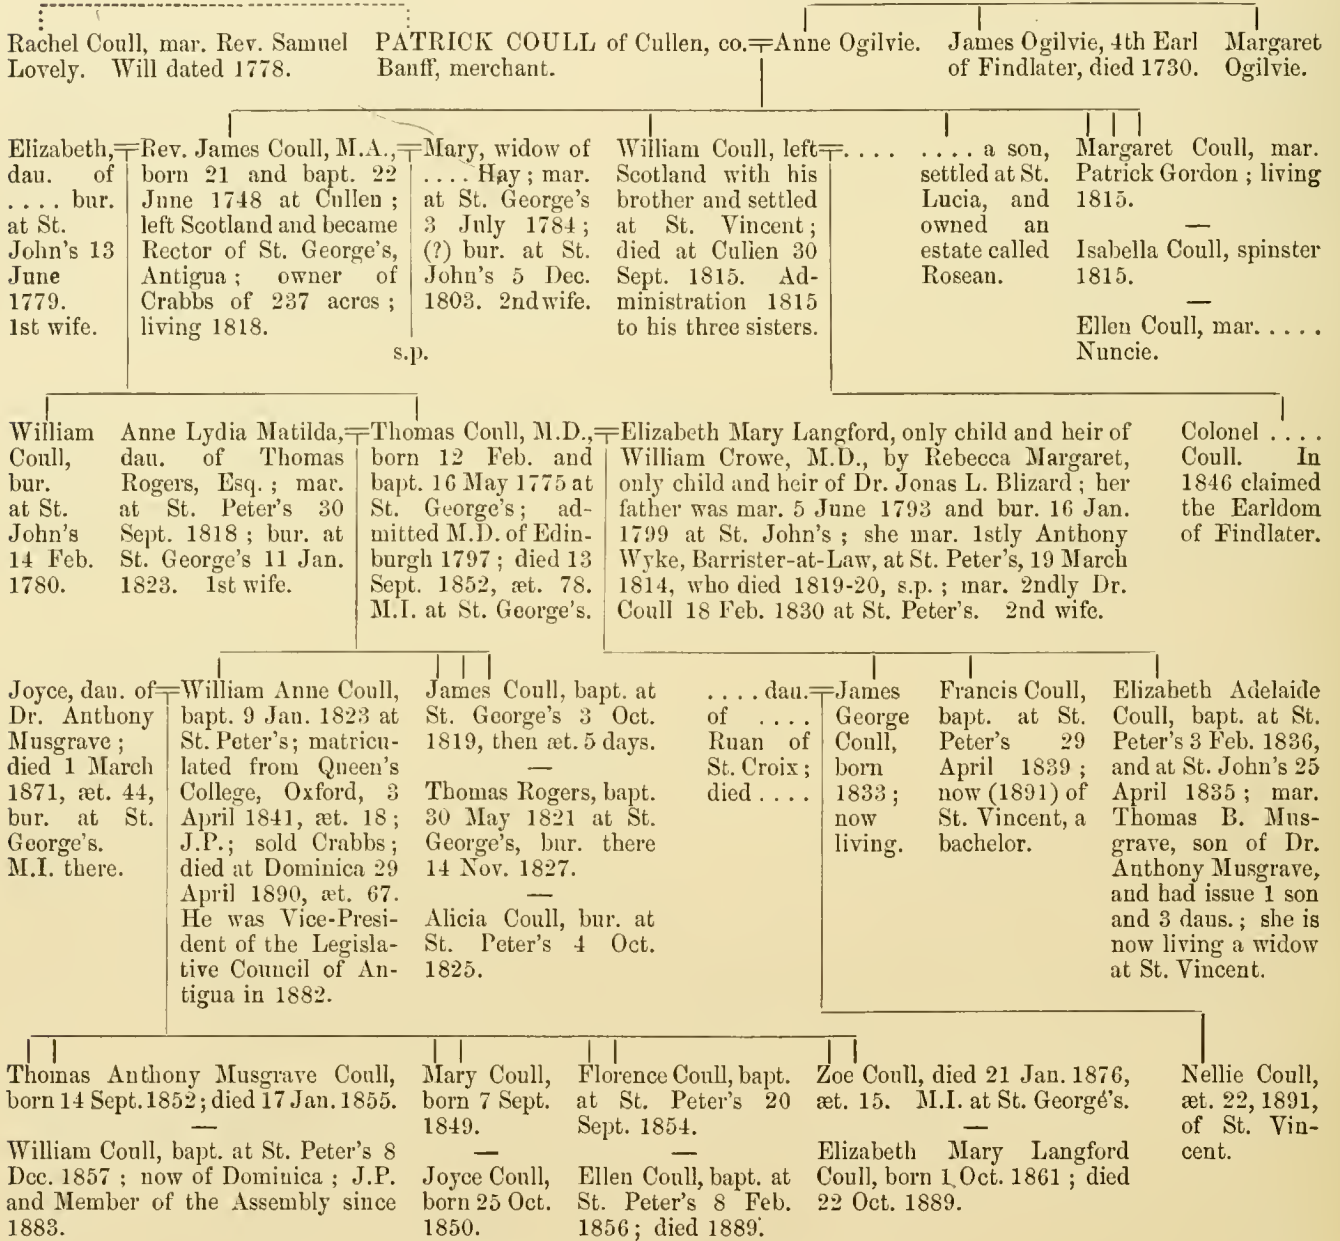 Rachel Coull, mar. Rev. Samuel
Lovely. Will dated 1778.
PATRICK COULL of Cullen, co.
Banff, merchant.
Anne Ogilvie.
James Ogilvie, 4th Earl
of Findlater, died 1730.
Margaret
Ogilvie.
Elizabeth,
dau. of
.... bur.
at St.
John's 13
June
1779.
1st wife.
Rev. James Coull, M.A.,
born 21 and bapt. 22
June 1748 at Cullen;
left Scotland and became
Rector of St. George's,
Antigua; owner of
Crabbs of 237 acres;
living 1818.
Mary, widow of
.... Hay; mar.
at St. George's
3 July 1784;
(?) bur. at St.
John's 5 Dec.
1803. 2nd wife.
s.p.
William Coull, left
Scotland with his
brother and settled
at St. Vincent;
died at Cullen 30
Sept. 1815. Ad-
ministration 1815
to his three sisters.
....
.... a son,
settled at St.
Lucia, and
owned an
estate called
Roseau.
Margaret Coull, mar.
Patrick Gordon; living
1815.
—
Isabella Coull, spinster
1815.
—
Ellen Coull, mar. ....
Nuncie.
William
Coull,
bur.
at St.
John's
14 Feb.
1780.
Anne Lydia Matilda,
dau. of Thomas
Rogers, Esq.; mar.
at St. Peter's 30
Sept. 1818; bur. at
St. George's 11 Jan.
1823. 1st wife.
Thomas Coull, M.D.,
born 12 Feb. and
bapt. 16 May 1775 at
St. George's; ad-
mitted M.D. of Edin-
burgh 1797; died 13
Sept. 1852, æt. 78.
M.I. at St. George's.
Elizabeth Mary Langford, only child and heir of
William Crowe, M.D., by Rebecca Margaret,
only child and heir of Dr. Jonas L. Blizard; her
father was mar. 5 June 1793 and bur. 16 Jan.
1799 at St. John's; she mar. 1stly Anthony
Wyke, Barrister-at-Law, at St. Peter's, 19 March
1814, who died 1819-20, s.p.; mar. 2ndly Dr.
Coull 18 Feb. 1830 at St. Peter's. 2nd wife.
Colonel ....
Coull. In
1846 claimed
the Earldom
of Findlater.
Joyce, dau. of
Dr. Anthony
Musgrave;
died 1 March
1871, æt. 44,
bur. at St.
George's.
M.I. there.
William Anne Coull,
bapt. 9 Jan. 1823 at
St. Peter's; matricu-
lated from Queen's
College, Oxford, 3
April 1841, æt. 18;
J.P.; sold Crabbs;
died at Dominica 29
April 1890, æt. 67.
He was Vice-Presi-
dent of the Legisla-
tive Council of An-
tigua in 1882.
James Coull, bapt. at
St. George's 3 Oct.
1819, then æt. 5 days.
—
Thomas Rogers, bapt.
30 May 1821 at St.
George's, bur. there
14 Nov. 1827.
—
Alicia Coull, bur. at
St. Peter's 4 Oct.
1825.
.... dau.
of ....
Ruan of
St. Croix;
died ....
James
George
Coull,
born
1833;
now
living.
Francis Coull,
bapt. at St.
Peter's 29
April 1839;
now (1891) of
St. Vincent, a
bachelor.
Elizabeth Adelaide
Coull, bapt. at St.
Peter's 3 Feb. 1836,
and at St. John's 25
April 1835; mar.
Thomas B. Mus-
grave, son of Dr.
Anthony Musgrave,
and had issue 1 son
and 3 daus.; she is
now living a widow
at St. Vincent.
Thomas Anthony Musgrave Coull,
born 14 Sept. 1852; died 17 Jan. 1855.
—
William Coull, bapt. at St. Peter's 8
Dec. 1857; now of Dominica; J.P.
and Member of the Assembly since
1883.
Mary Coull,
born 7 Sept.
1849.
—
Joyce Coull,
born 25 Oct.
1850.
Florence Coull, bapt.
at St. Peter's 20
Sept. 1854.
—
Ellen Coull, bapt. at
St. Peter's 8 Feb.
1856; died 1889.
Zoe Coull, died 21 Jan. 1876,
æt. 15. M.I. at St. George's.
—
Elizabeth Mary Langford
Coull, born 1 Oct. 1861; died
22 Oct. 1889.
Nellie Coull,
æt. 22, 1891,
of St. Vin-
cent.